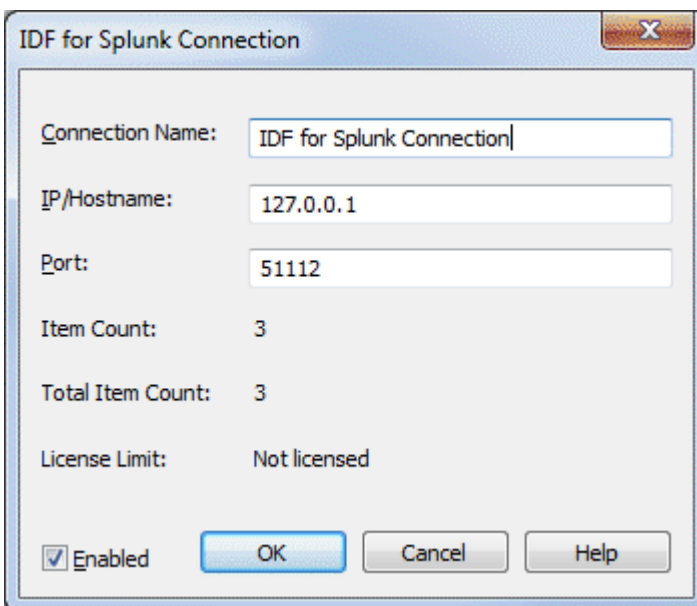 IDF for Splunk Connection
Connection Name: IDF for Splunk Connection
IP/Hostname: 127.0.0.1
Port: 51112
Item Count: 3
Total Item Count: 3
License Limit: Not licensed
Enabled OK Cancel Help